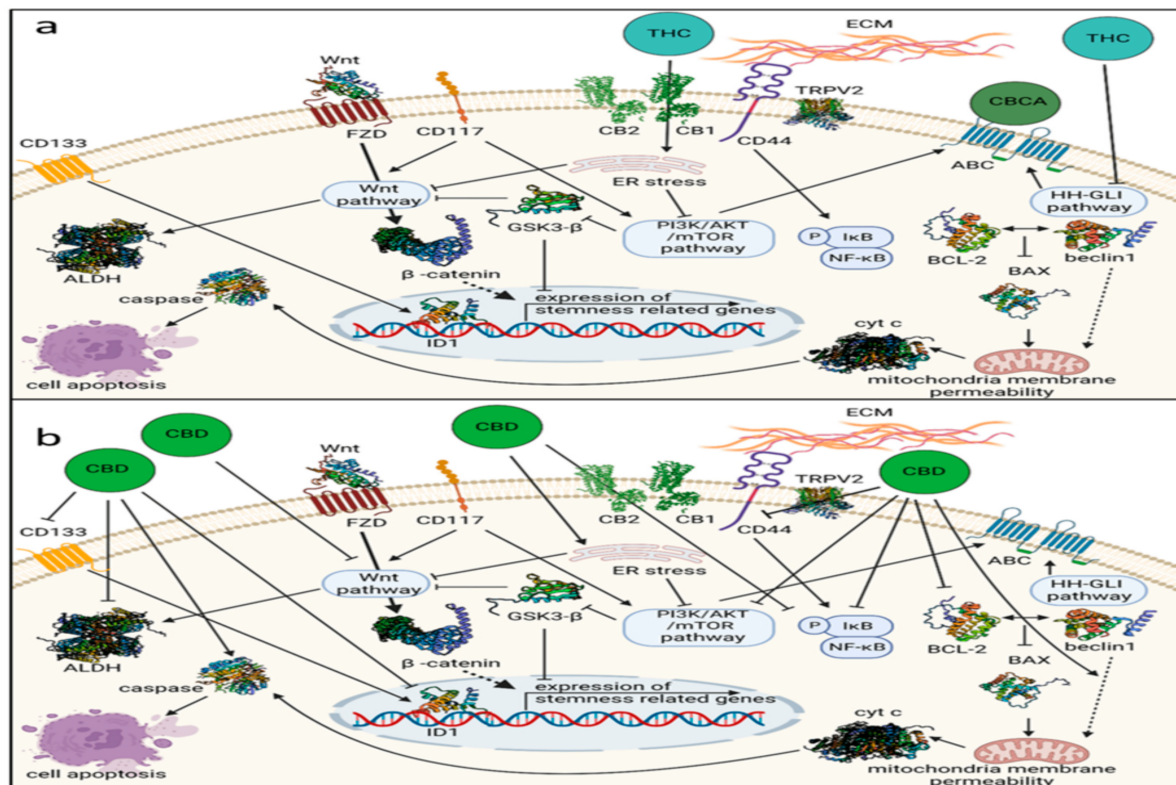 a
THC
ECM
THC
Wnt
TRPV2
CBCA
CD133
FZD
CD117
CB2
CB1
CD44
ABC
Wnt
pathway
ER stress
HH-GLI
pathway
GSK3-β
PI3K/AKT
/mTOR
pathway
P
IκB
NF-κB
BCL-2
beclin1
ALDH
β -catenin
BAX
caspase
expression of
stemness related genes
ID1
cyt c
cell apoptosis
mitochondria membrane
permeability
b
CBD
CBD
CBD
ECM
CBD
Wnt
TRPV2
CD133
FZD
CD117
CB2
CB1
CD44
ABC
Wnt
pathway
ER stress
HH-GLI
pathway
GSK3-β
PI3K/AKT
/mTOR
pathway
P
IκB
NF-κB
BCL-2
beclin1
ALDH
β -catenin
BAX
caspase
expression of
stemness related genes
ID1
cyt c
cell apoptosis
mitochondria membrane
permeability